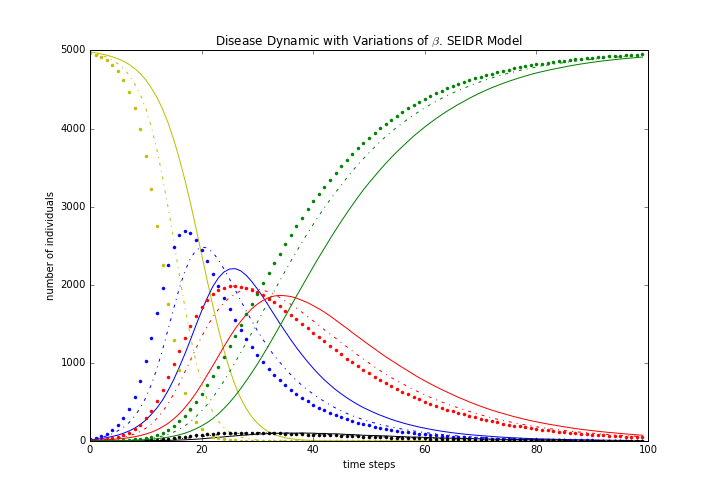 Disease Dynamic with Variations of β. SEIDR Model
5000
4000
3000
2000
1000
0
0 20 40 60 80 100
number of individuals
time steps